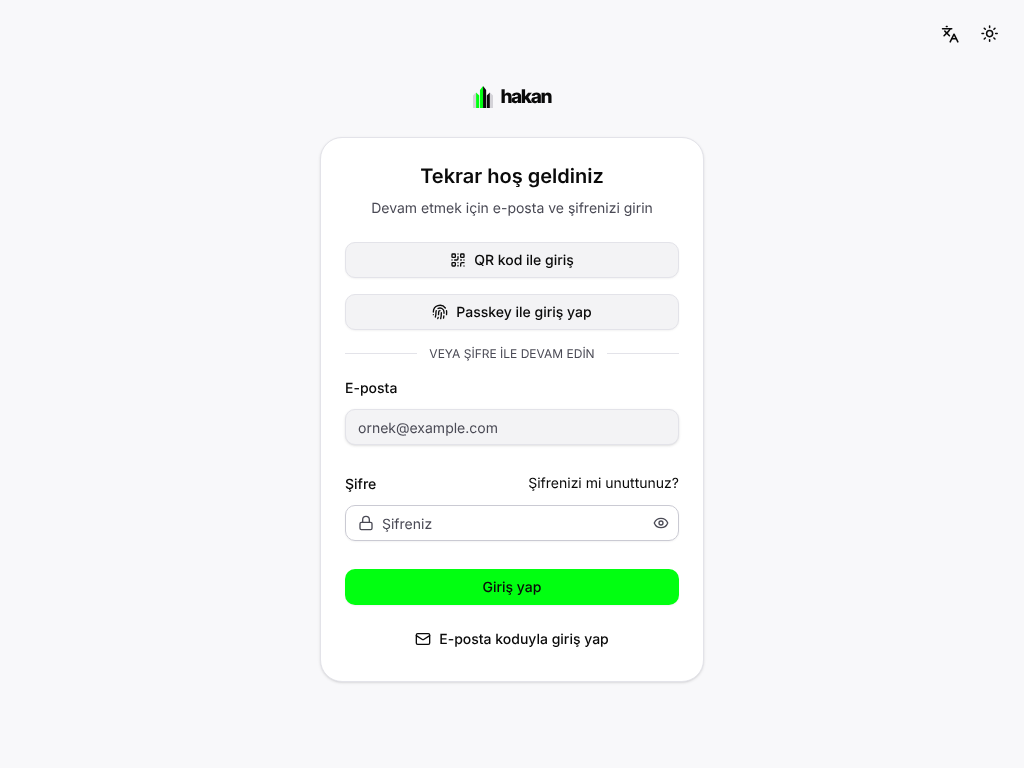 hakan
Tekrar hoş geldiniz
Devam etmek için e-posta ve şifrenizi girin
QR kod ile giriş
Passkey ile giriş yap
VEYA ŞİFRE İLE DEVAM EDİN
E-posta
ornek@example.com
Şifre
Şifrenizi mi unuttunuz?
Şifreniz
Giriş yap
E-posta koduyla giriş yap